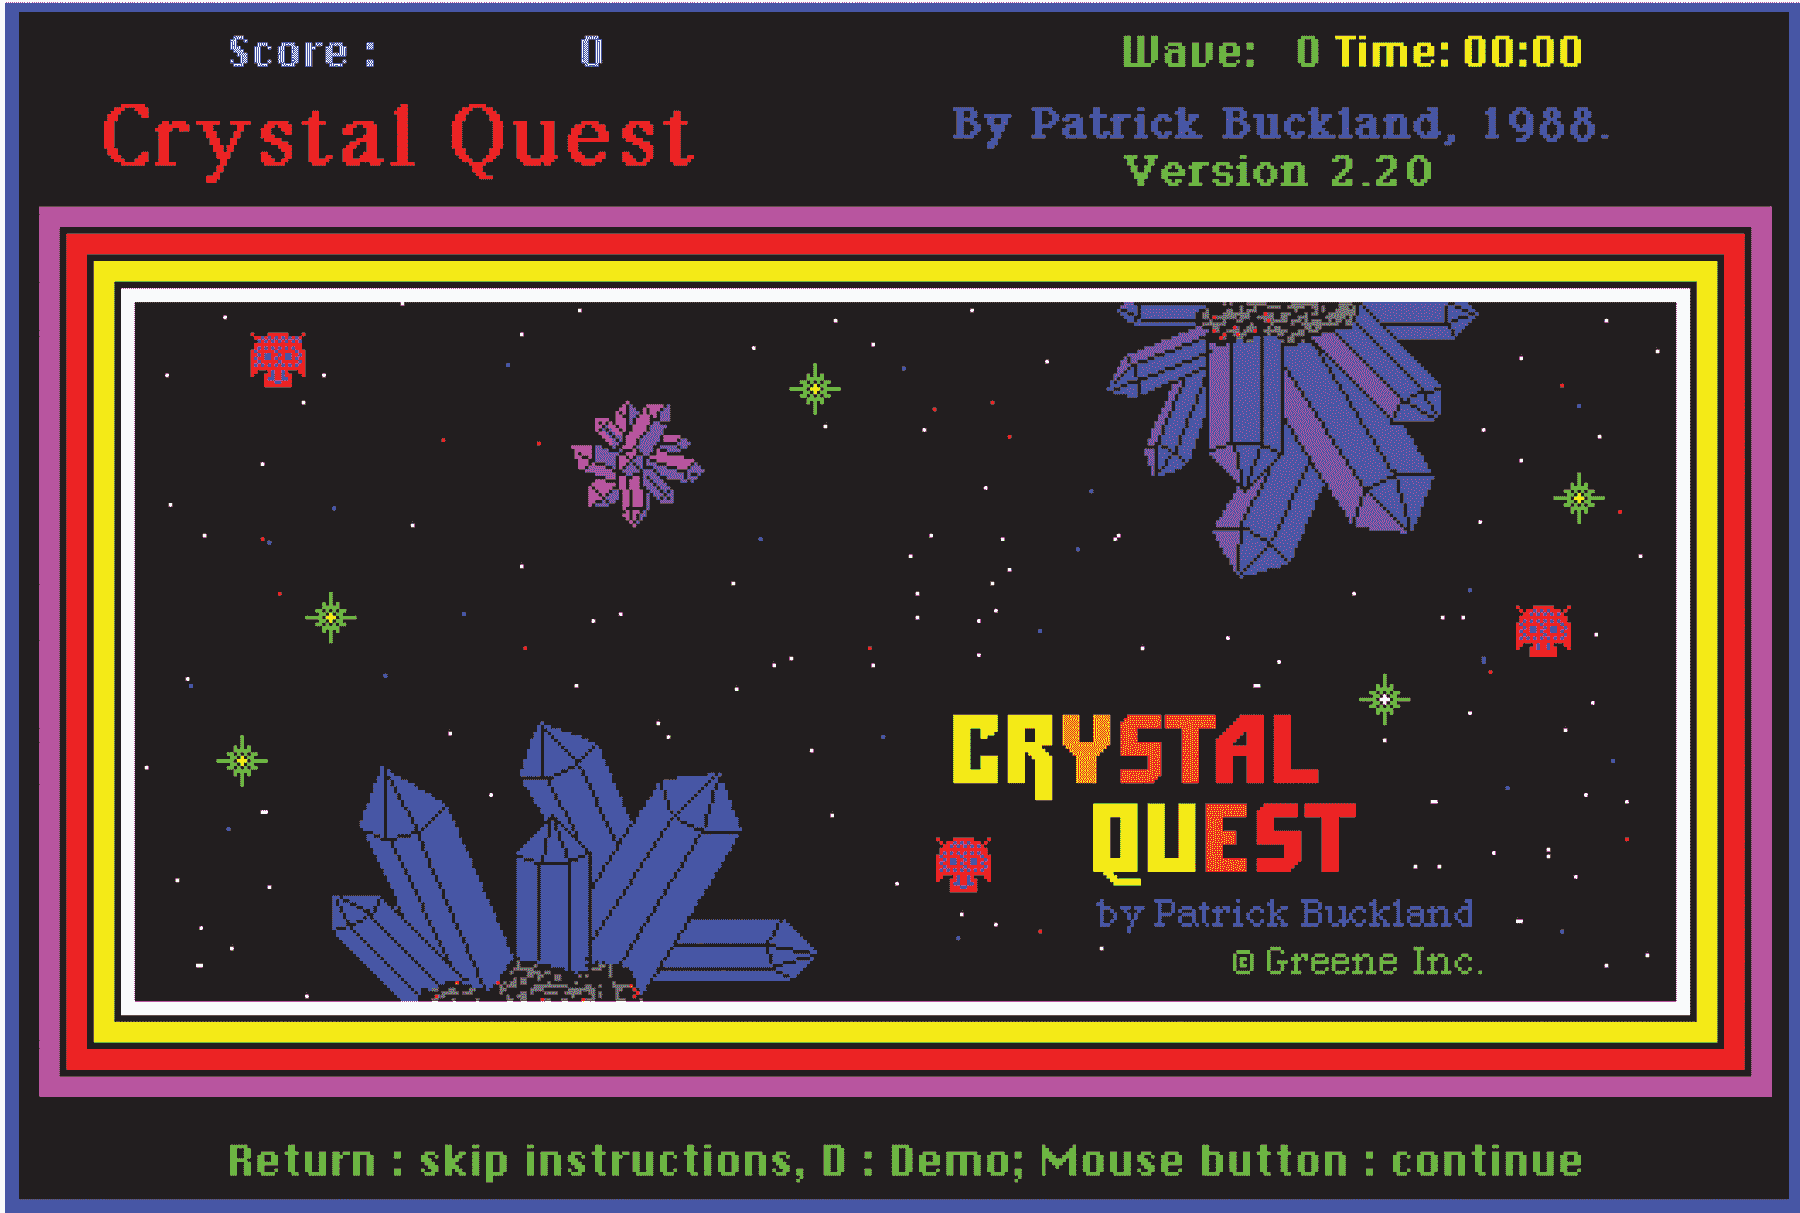 Score : 0 Wave: 0 Time: 00:00
Crystal Quest
By Patrick Buckland, 1988.
Version 2.20
CRYSTAL
QUEST
by Patrick Buckland
© Greene Inc.
Return : skip instructions, D : Demo; Mouse button : continue